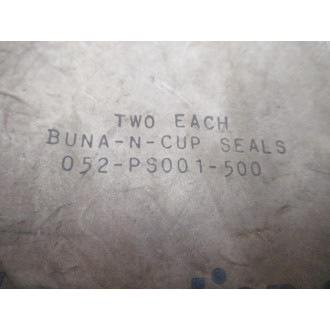 TWO EACH
BUNA-N-CUP SEALS
052-PS001-500